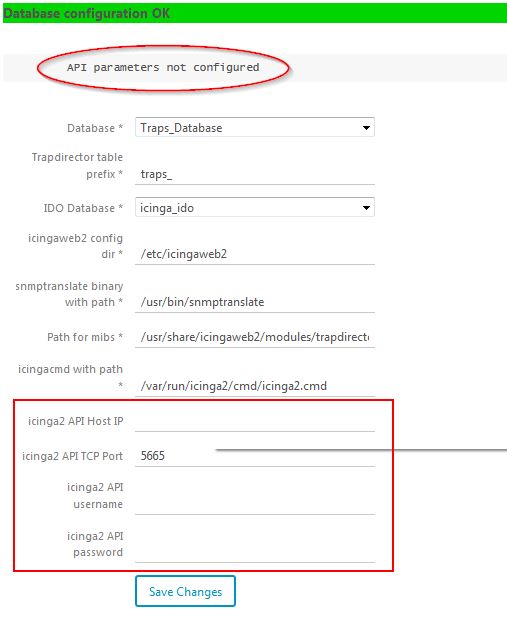 Database configuration OK
API parameters not configured
Database * Traps_Database
Trapdirector table
prefix * traps_
IDO Database * icinga_ido
icingaweb2 config
dir * /etc/icingaweb2
snmptranslate binary
with path * /usr/bin/snmptranslate
Path for mibs * /usr/share/icingaweb2/modules/trapdirect
icingacmd with path
* /var/run/icinga2/cmd/icinga2.cmd
icinga2 API Host IP
icinga2 API TCP Port 5665
icinga2 API
username
icinga2 API
password
Save Changes